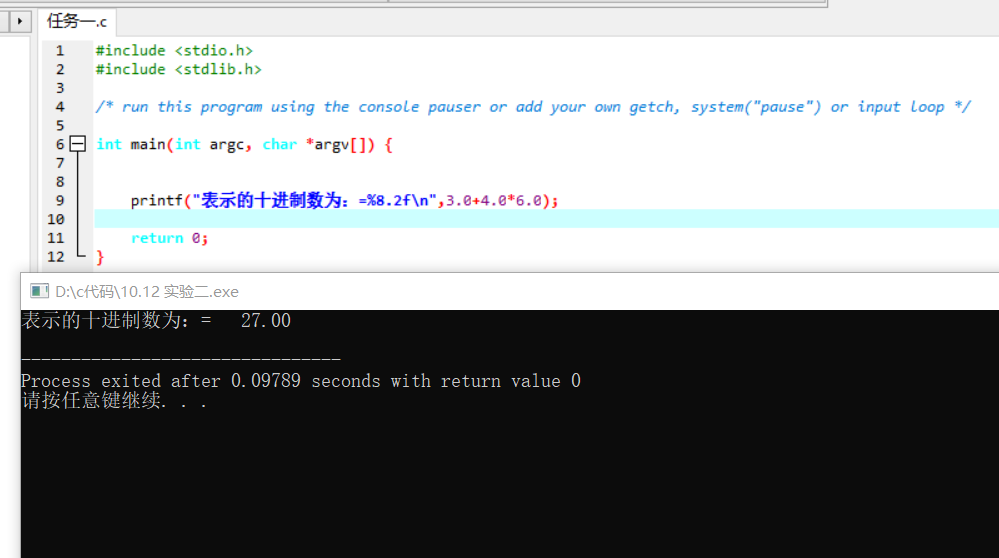 任务一.c
1 #include <stdio.h>
2 #include <stdlib.h>
3
4 /* run this program using the console pauser or add your own getch, system("pause") or input loop */
5
6 int main(int argc, char *argv[]) {
7
8
9 printf("表示的十进制数为：=%8.2f\n",3.0+4.0*6.0);
10
11 return 0;
12 }
D:\c代码\10.12 实验二.exe
表示的十进制数为：=   27.00
--------------------------------
Process exited after 0.09789 seconds with return value 0
请按任意键继续. . .